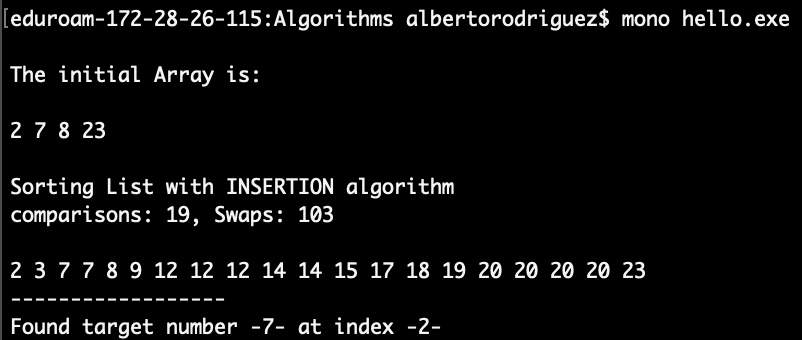 [eduroam-172-28-26-115:Algorithms albertorodriguez$ mono hello.exe
The initial Array is:
2 7 8 23
Sorting List with INSERTION algorithm
comparisons: 19, Swaps: 103
2 3 7 7 8 9 12 12 12 14 14 15 17 18 19 20 20 20 20 23
------------------
Found target number -7- at index -2-